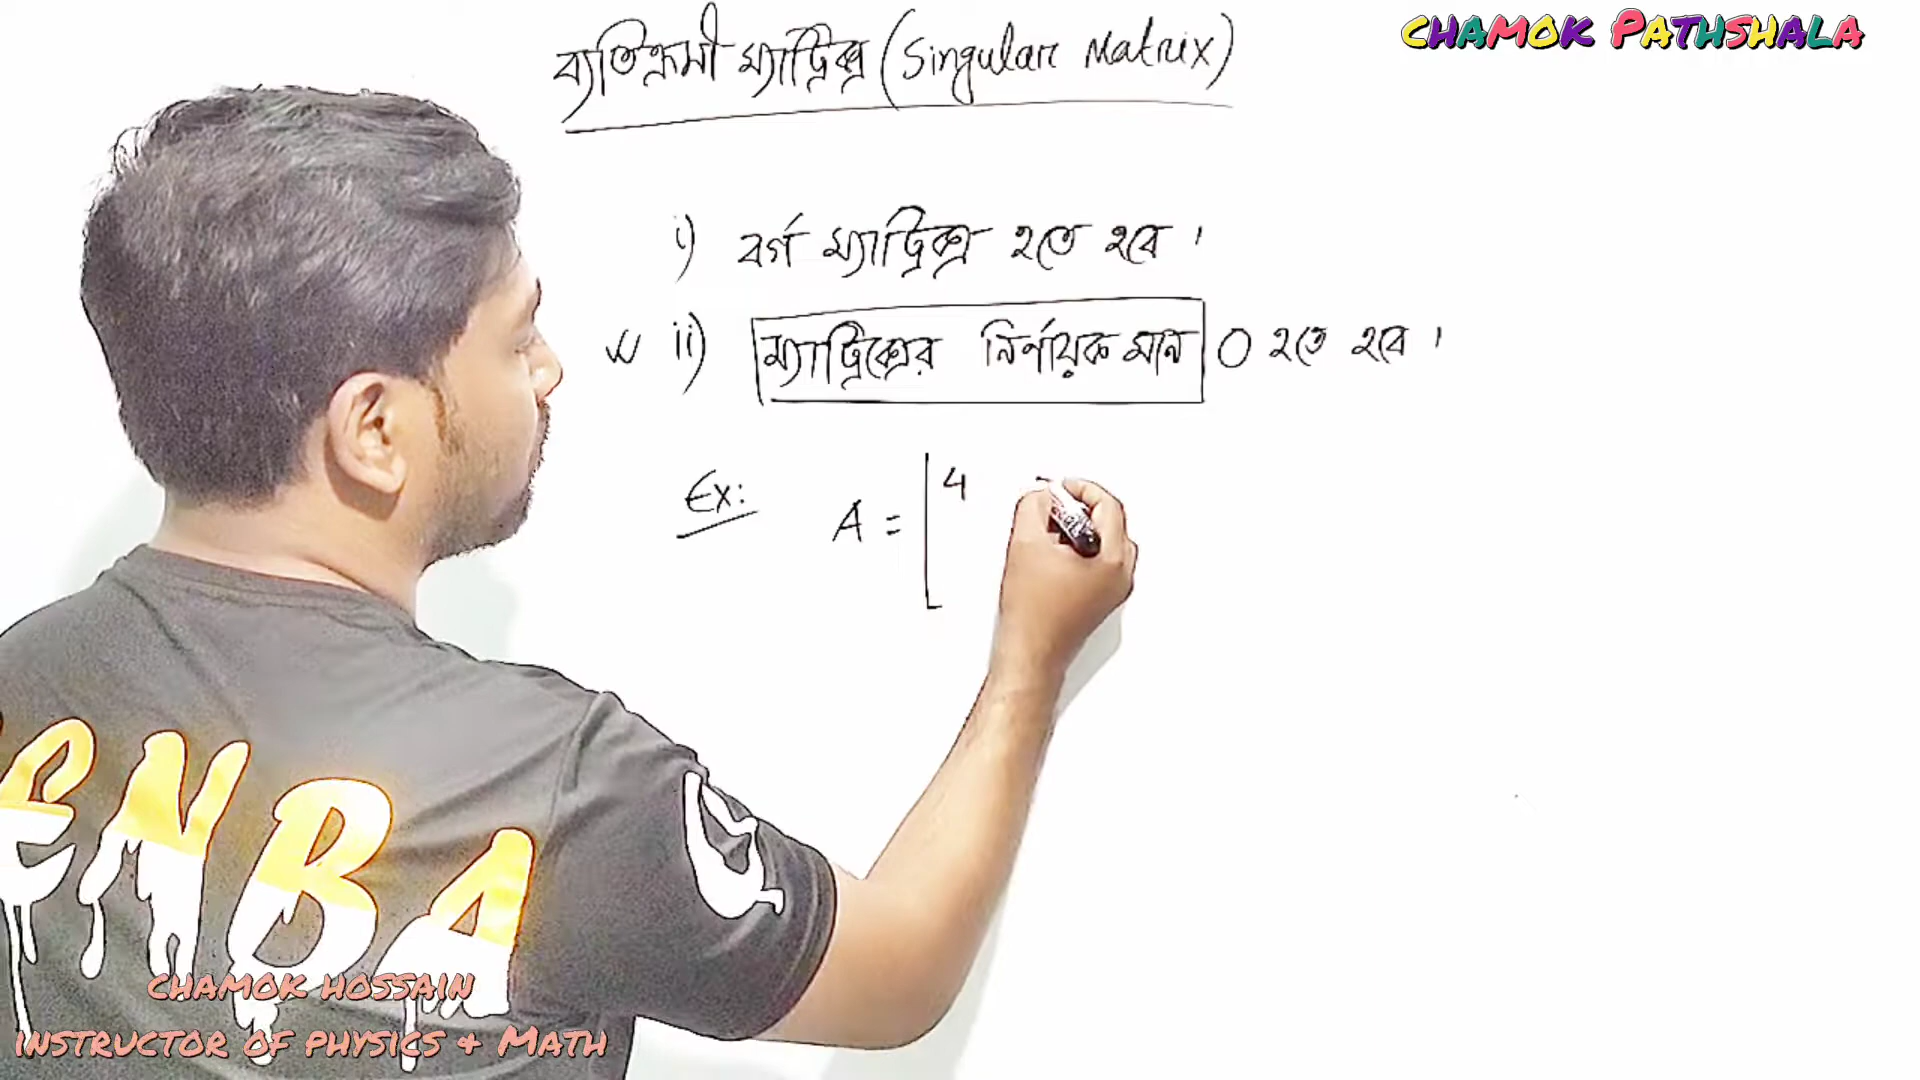 CHAMOK PATHSHALA
ব্যতিক্রমী ম্যাট্রিক্স (Singular Matrix)
i) বর্গ ম্যাট্রিক্স হতে হবে।
ii) ম্যাট্রিক্সের নির্ণায়ক মান 0 হতে হবে।
Ex: A = [4
ENBA
CHAMOK HOSSAIN
INSTRUCTOR OF PHYSICS & MATH